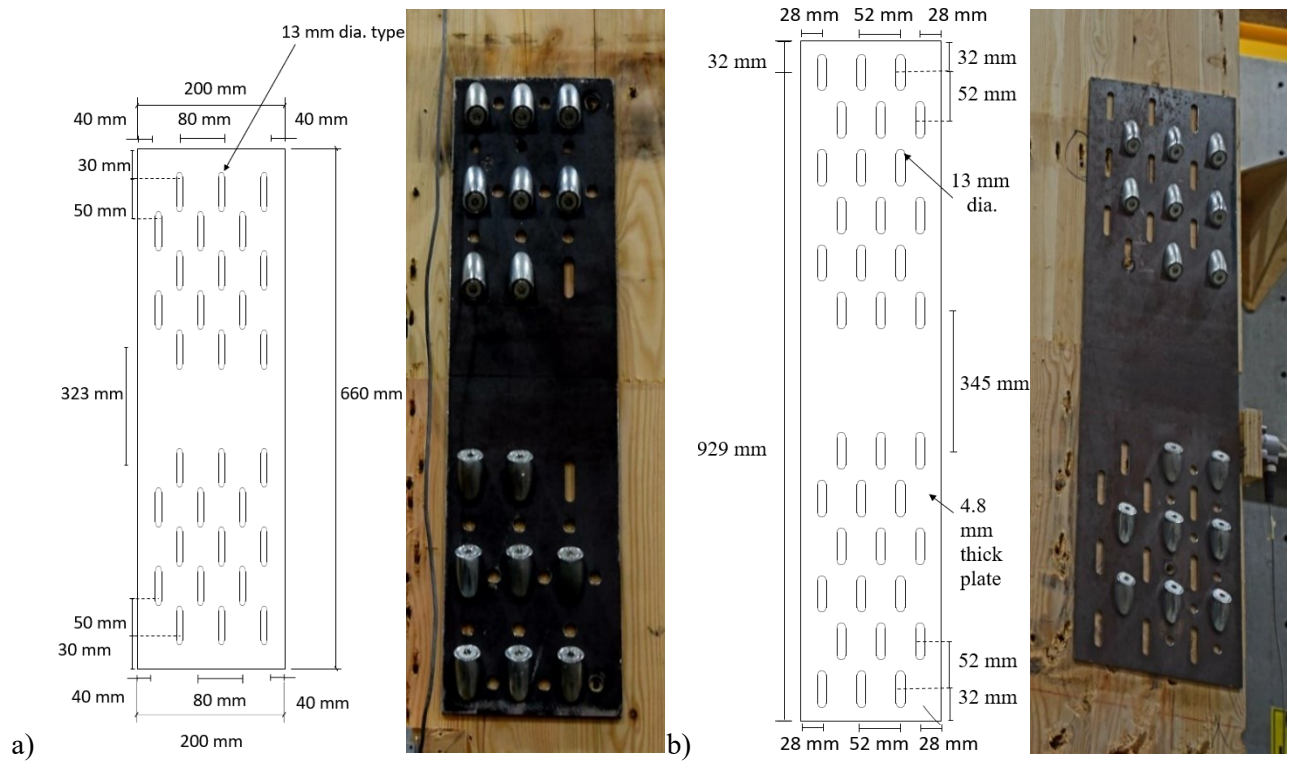 13 mm dia. type
200 mm
40 mm
80 mm
40 mm
30 mm
50 mm
323 mm
660 mm
50 mm
30 mm
40 mm
80 mm
40 mm
200 mm
a)
28 mm
52 mm
28 mm
32 mm
32 mm
52 mm
13 mm
dia.
345 mm
929 mm
4.8
mm
thick
plate
52 mm
32 mm
28 mm
52 mm
28 mm
b)